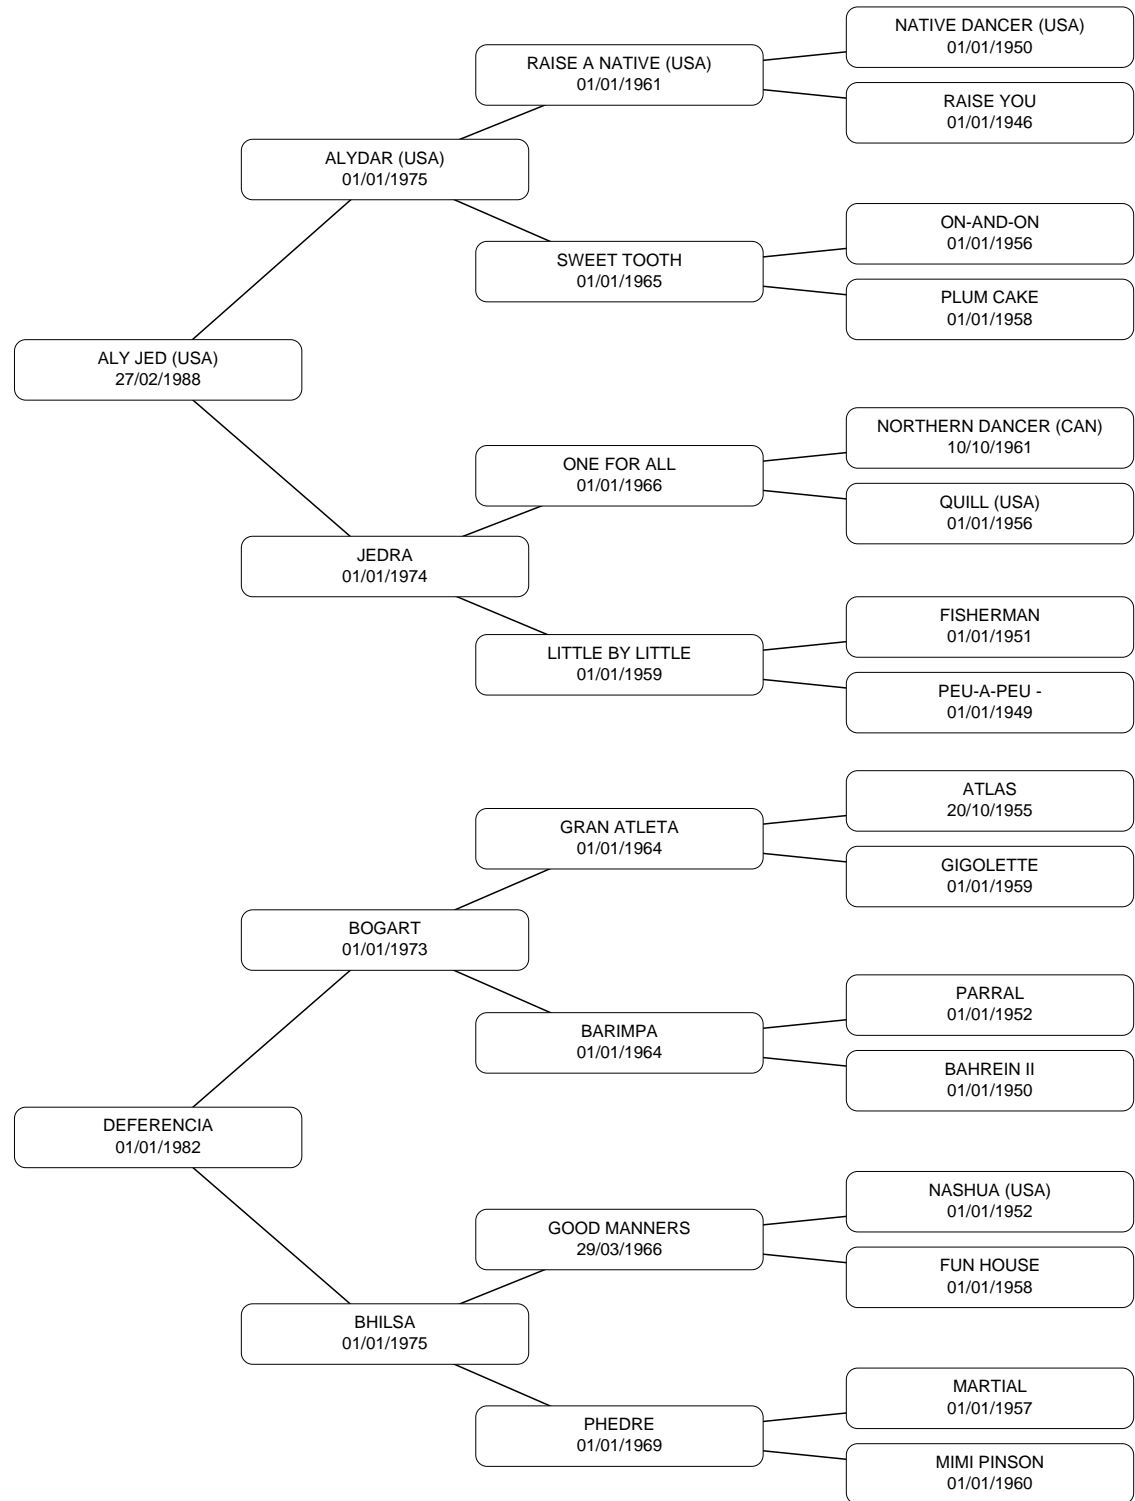 NATIVE DANCER (USA)
01/01/1950
RAISE A NATIVE (USA)
01/01/1961
RAISE YOU
01/01/1946
ALYDAR (USA)
01/01/1975
ON-AND-ON
01/01/1956
SWEET TOOTH
01/01/1965
PLUM CAKE
01/01/1958
ALY JED (USA)
27/02/1988
NORTHERN DANCER (CAN)
10/10/1961
ONE FOR ALL
01/01/1966
QUILL (USA)
01/01/1956
JEDRA
01/01/1974
FISHERMAN
01/01/1951
LITTLE BY LITTLE
01/01/1959
PEU-A-PEU -
01/01/1949
ATLAS
20/10/1955
GRAN ATLETA
01/01/1964
GIGOLETTE
01/01/1959
BOGART
01/01/1973
PARRAL
01/01/1952
BARIMPA
01/01/1964
BAHREIN II
01/01/1950
DEFERENCIA
01/01/1982
NASHUA (USA)
01/01/1952
GOOD MANNERS
29/03/1966
FUN HOUSE
01/01/1958
BHILSA
01/01/1975
MARTIAL
01/01/1957
PHEDRE
01/01/1969
MIMI PINSON
01/01/1960